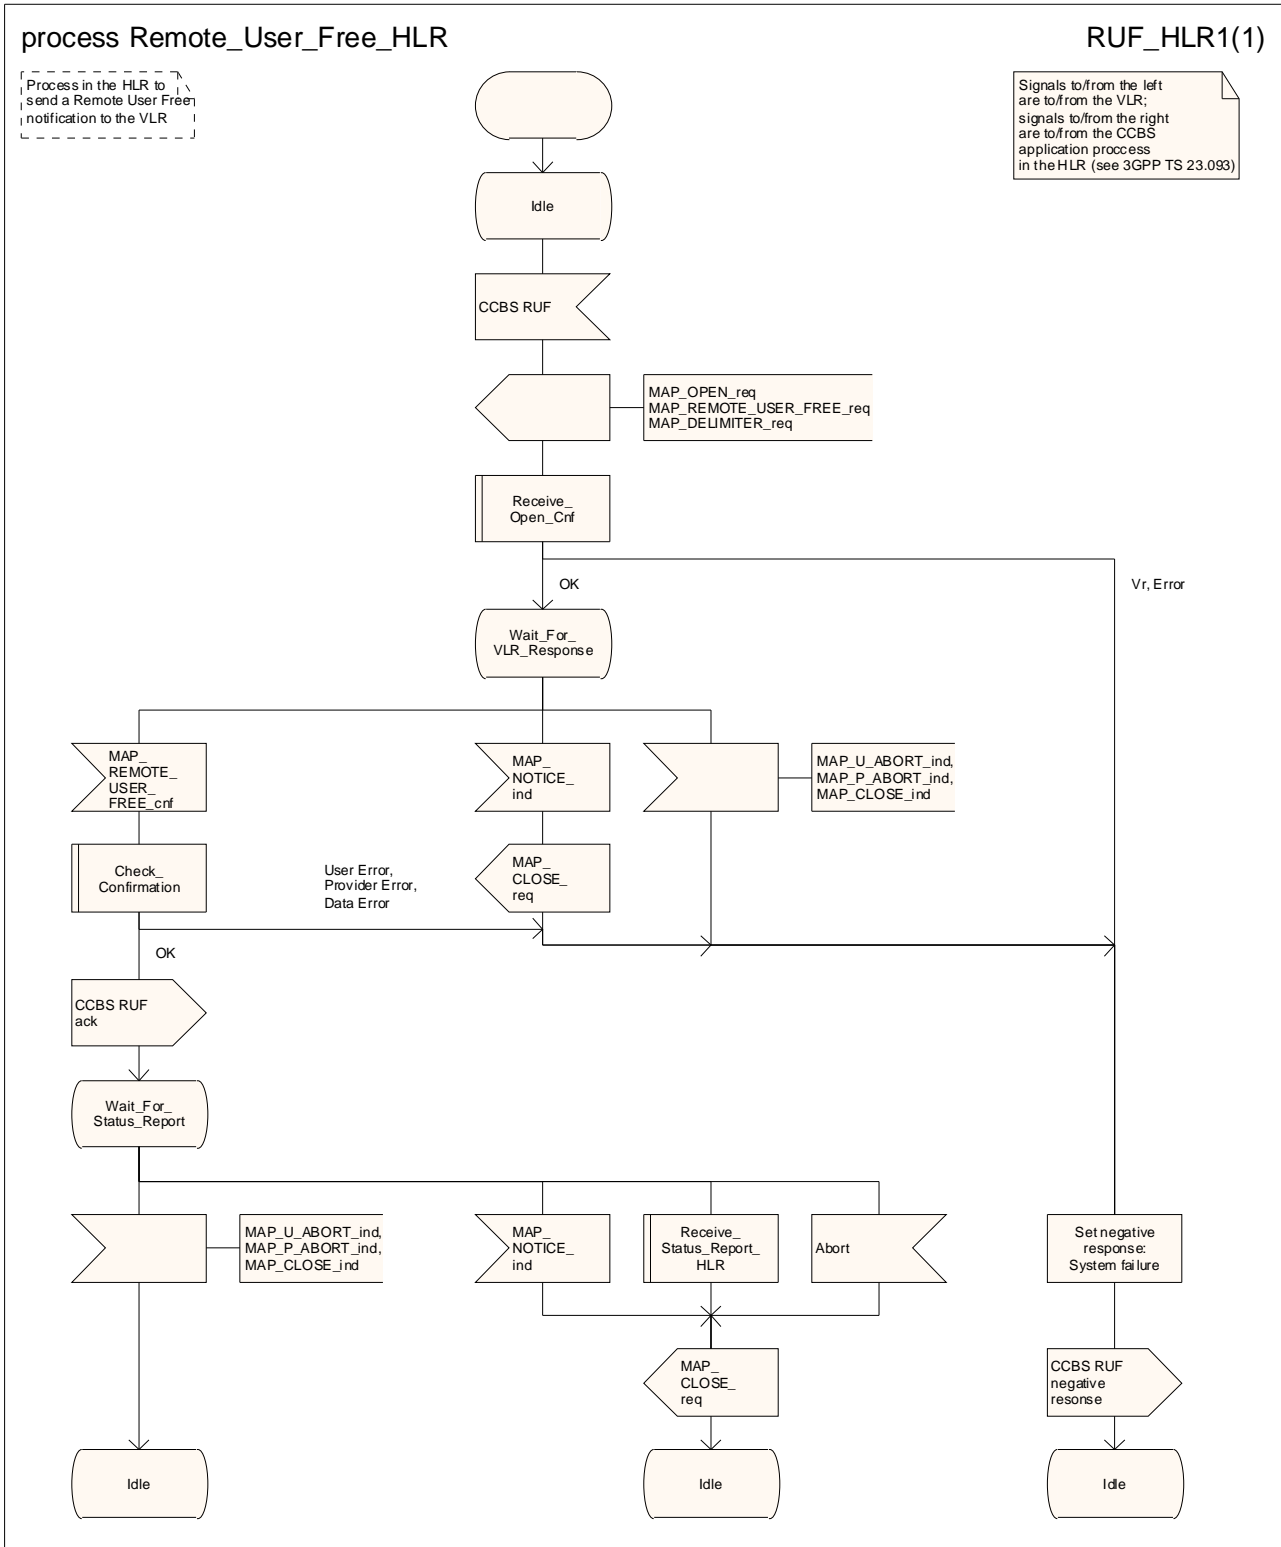 process Remote_User_Free_HLR
RUF_HLR1(1)
Process in the HLR to
send a Remote User Free
notification to the VLR
Signals to/from the left
are to/from the VLR;
signals to/from the right
are to/from the CCBS
application proccess
in the HLR (see 3GPP TS 23.093)
Idle
CCBS RUF
MAP_OPEN_req
MAP_REMOTE_USER_FREE_req
MAP_DELIMITER_req
Receive_
Open_Cnf
OK
Vr, Error
Wait_For_
VLR_Response
MAP_
REMOTE_
USER_
FREE_cnf
MAP_
NOTICE_
ind
MAP_U_ABORT_ind,
MAP_P_ABORT_ind,
MAP_CLOSE_ind
Check_
Confirmation
User Error,
Provider Error,
Data Error
MAP_
CLOSE_
req
OK
CCBS RUF
ack
Wait_For_
Status_Report
MAP_U_ABORT_ind,
MAP_P_ABORT_ind,
MAP_CLOSE_ind
MAP_
NOTICE_
ind
Receive_
Status_Report_
HLR
Abort
Set negative
response:
System failure
MAP_
CLOSE_
req
CCBS RUF
negative
resonse
Idle
Idle
Idle